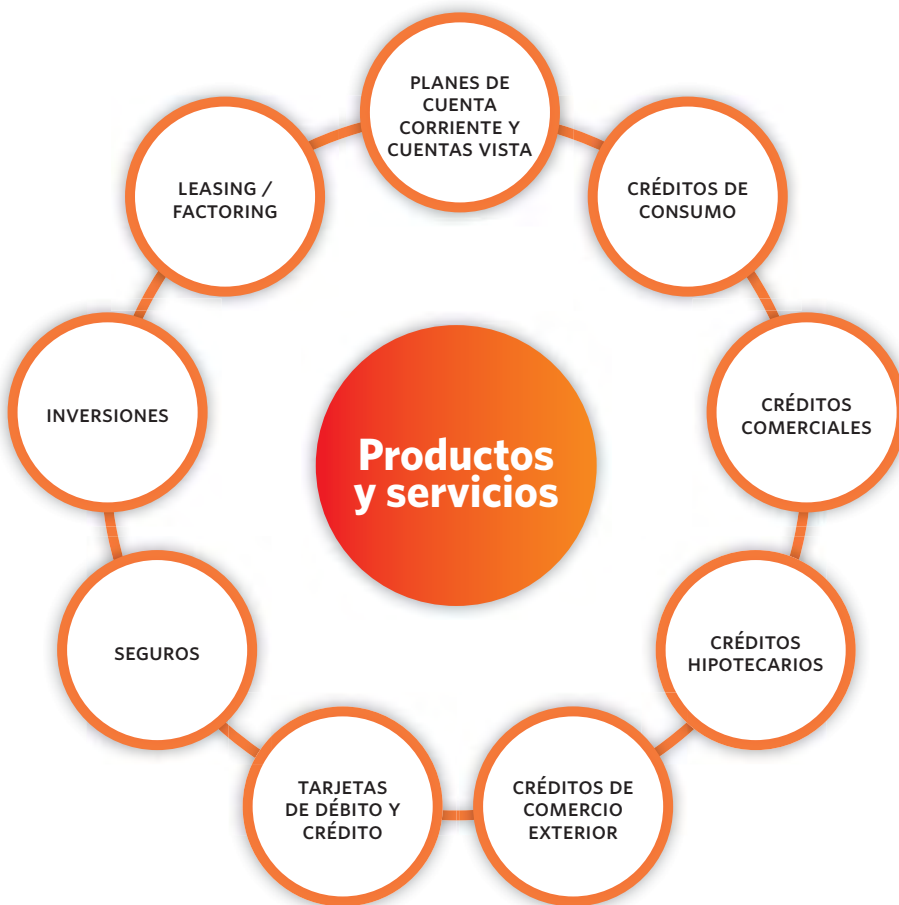 PLANES DE
CUENTA
CORRIENTE Y
CUENTAS VISTA
CRÉDITOS DE
CONSUMO
CRÉDITOS
COMERCIALES
CRÉDITOS
HIPOTECARIOS
CRÉDITOS DE
COMERCIO
EXTERIOR
TARJETAS
DE DÉBITO Y
CRÉDITO
SEGUROS
INVERSIONES
LEASING /
FACTORING
Productos
y servicios